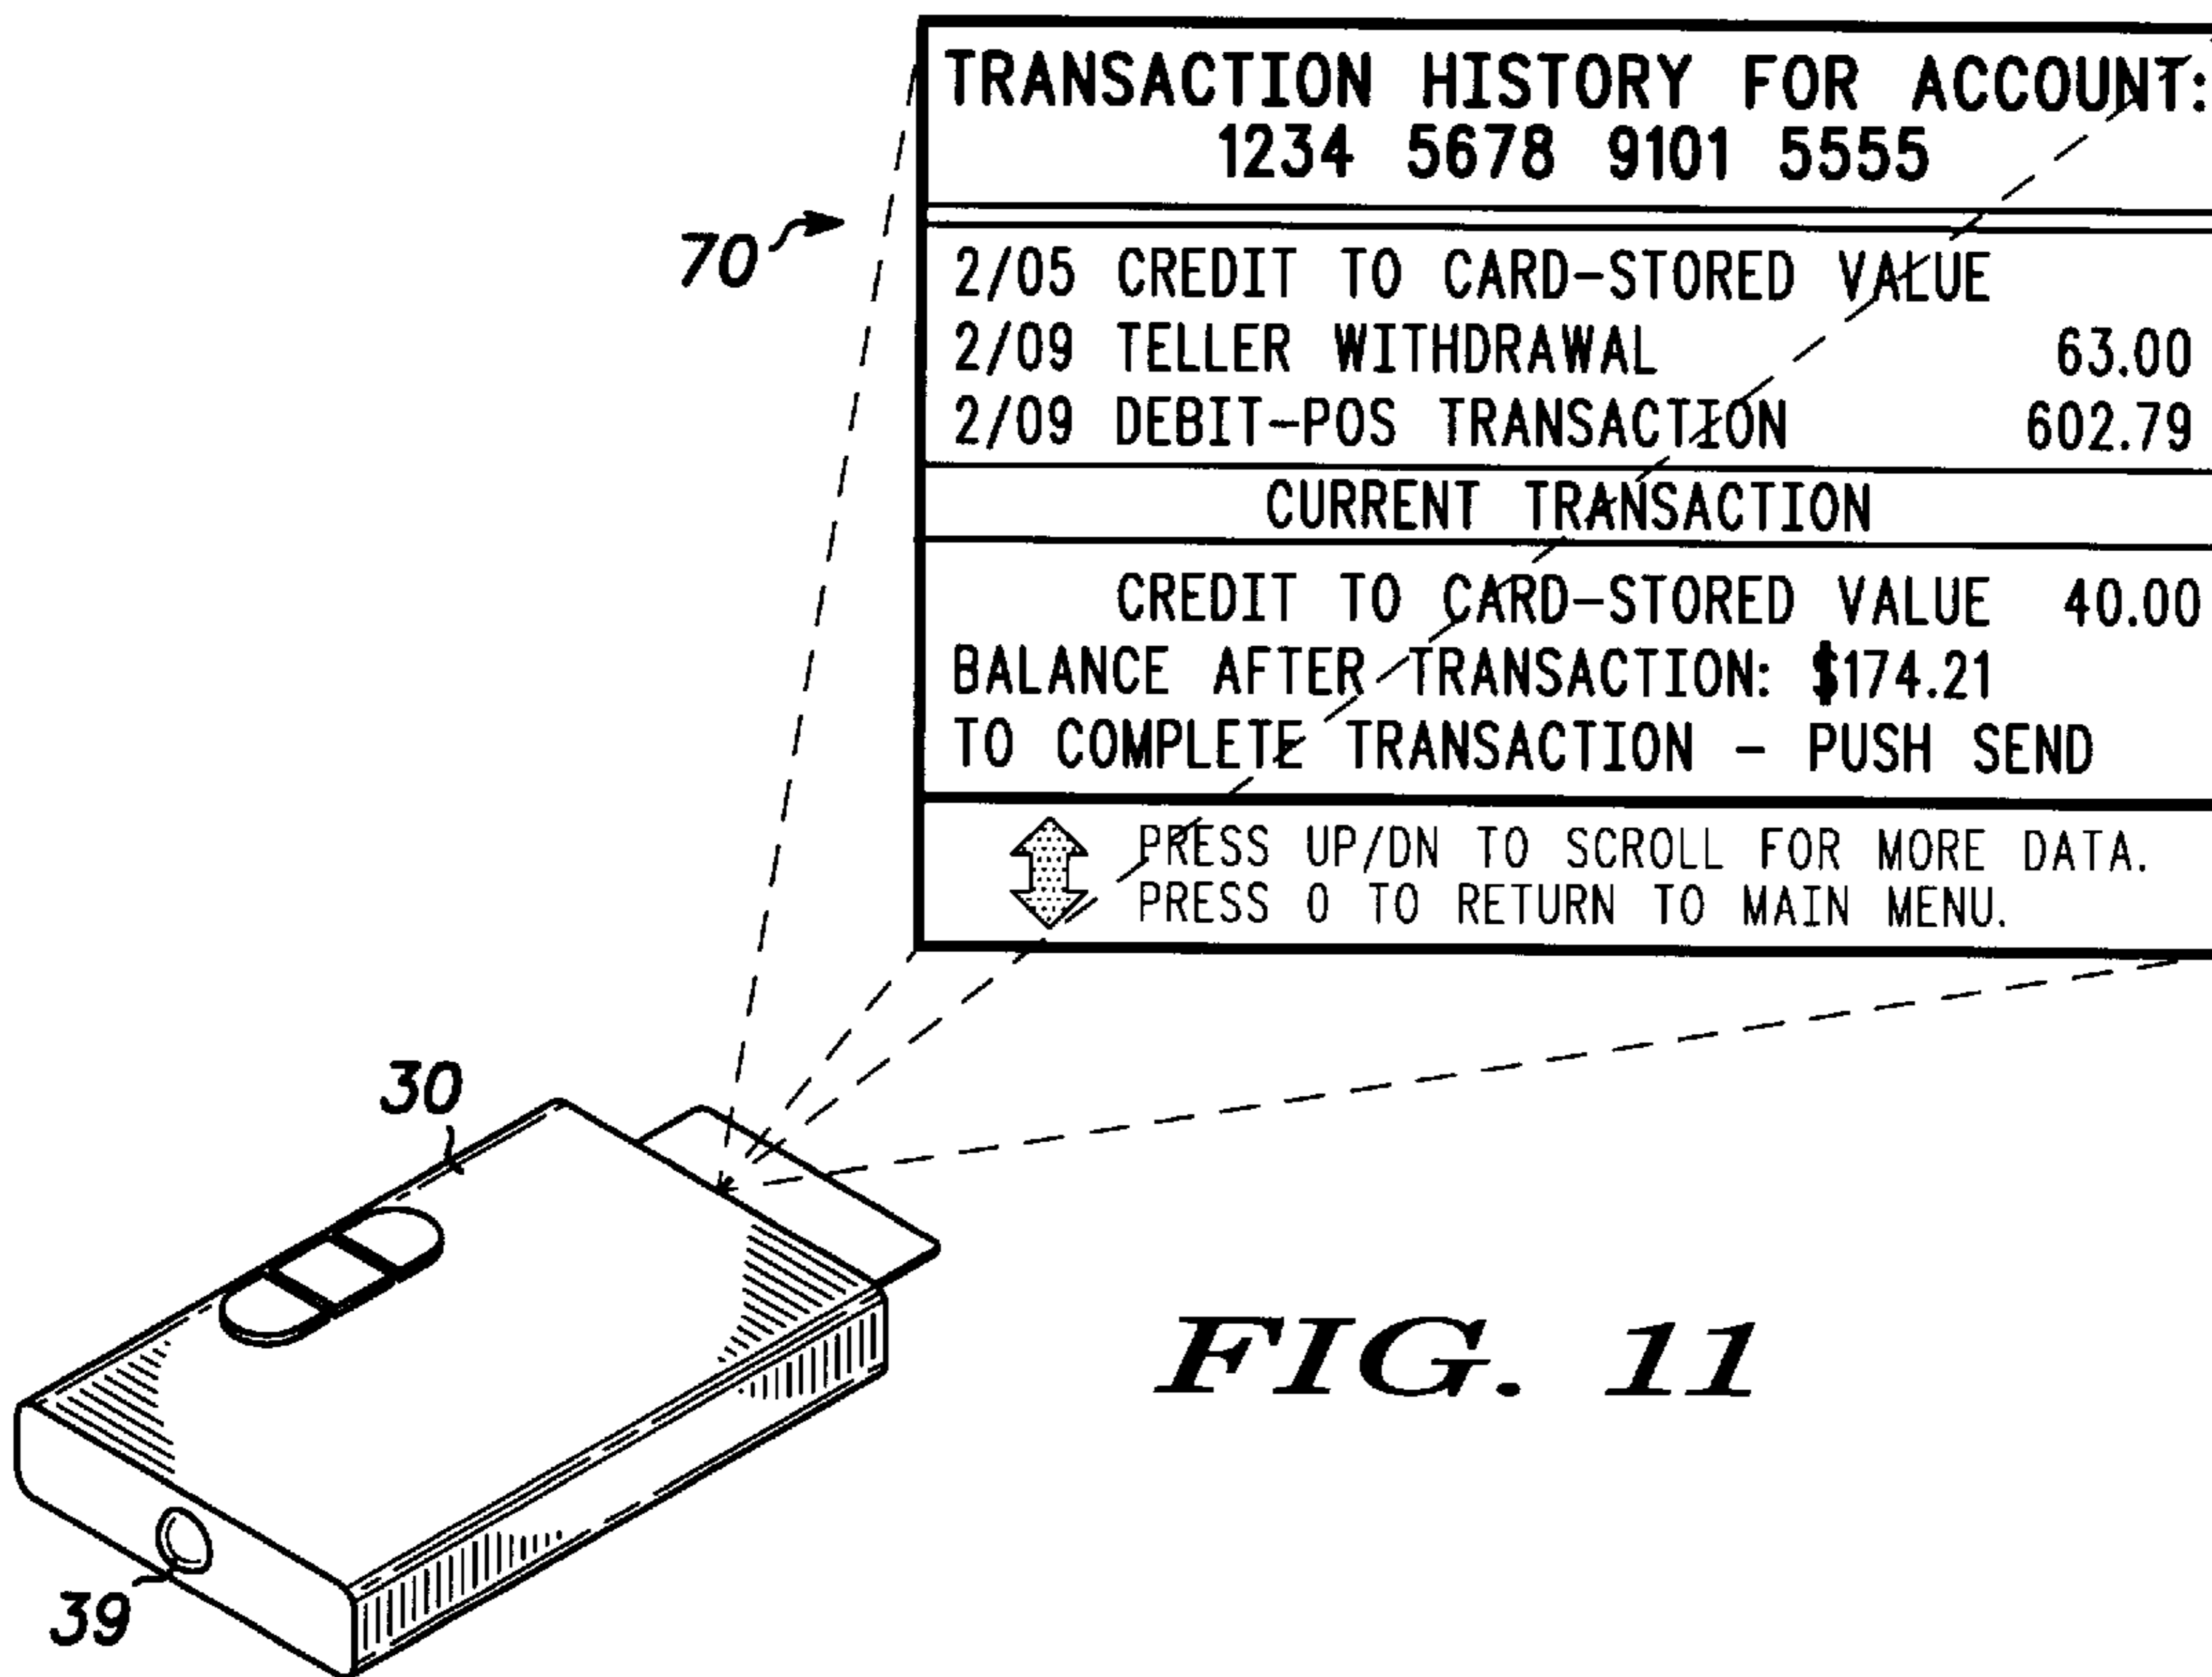 TRANSACTION HISTORY FOR ACCOUNT:
1234 5678 9101 5555
70
2/05 CREDIT TO CARD-STORED VALUE
2/09 TELLER WITHDRAWAL 63.00
2/09 DEBIT-POS TRANSACTION 602.79
CURRENT TRANSACTION
CREDIT TO CARD-STORED VALUE 40.00
BALANCE AFTER TRANSACTION: $174.21
TO COMPLETE TRANSACTION - PUSH SEND
PRESS UP/DN TO SCROLL FOR MORE DATA.
PRESS 0 TO RETURN TO MAIN MENU.
30
39
FIG. 11